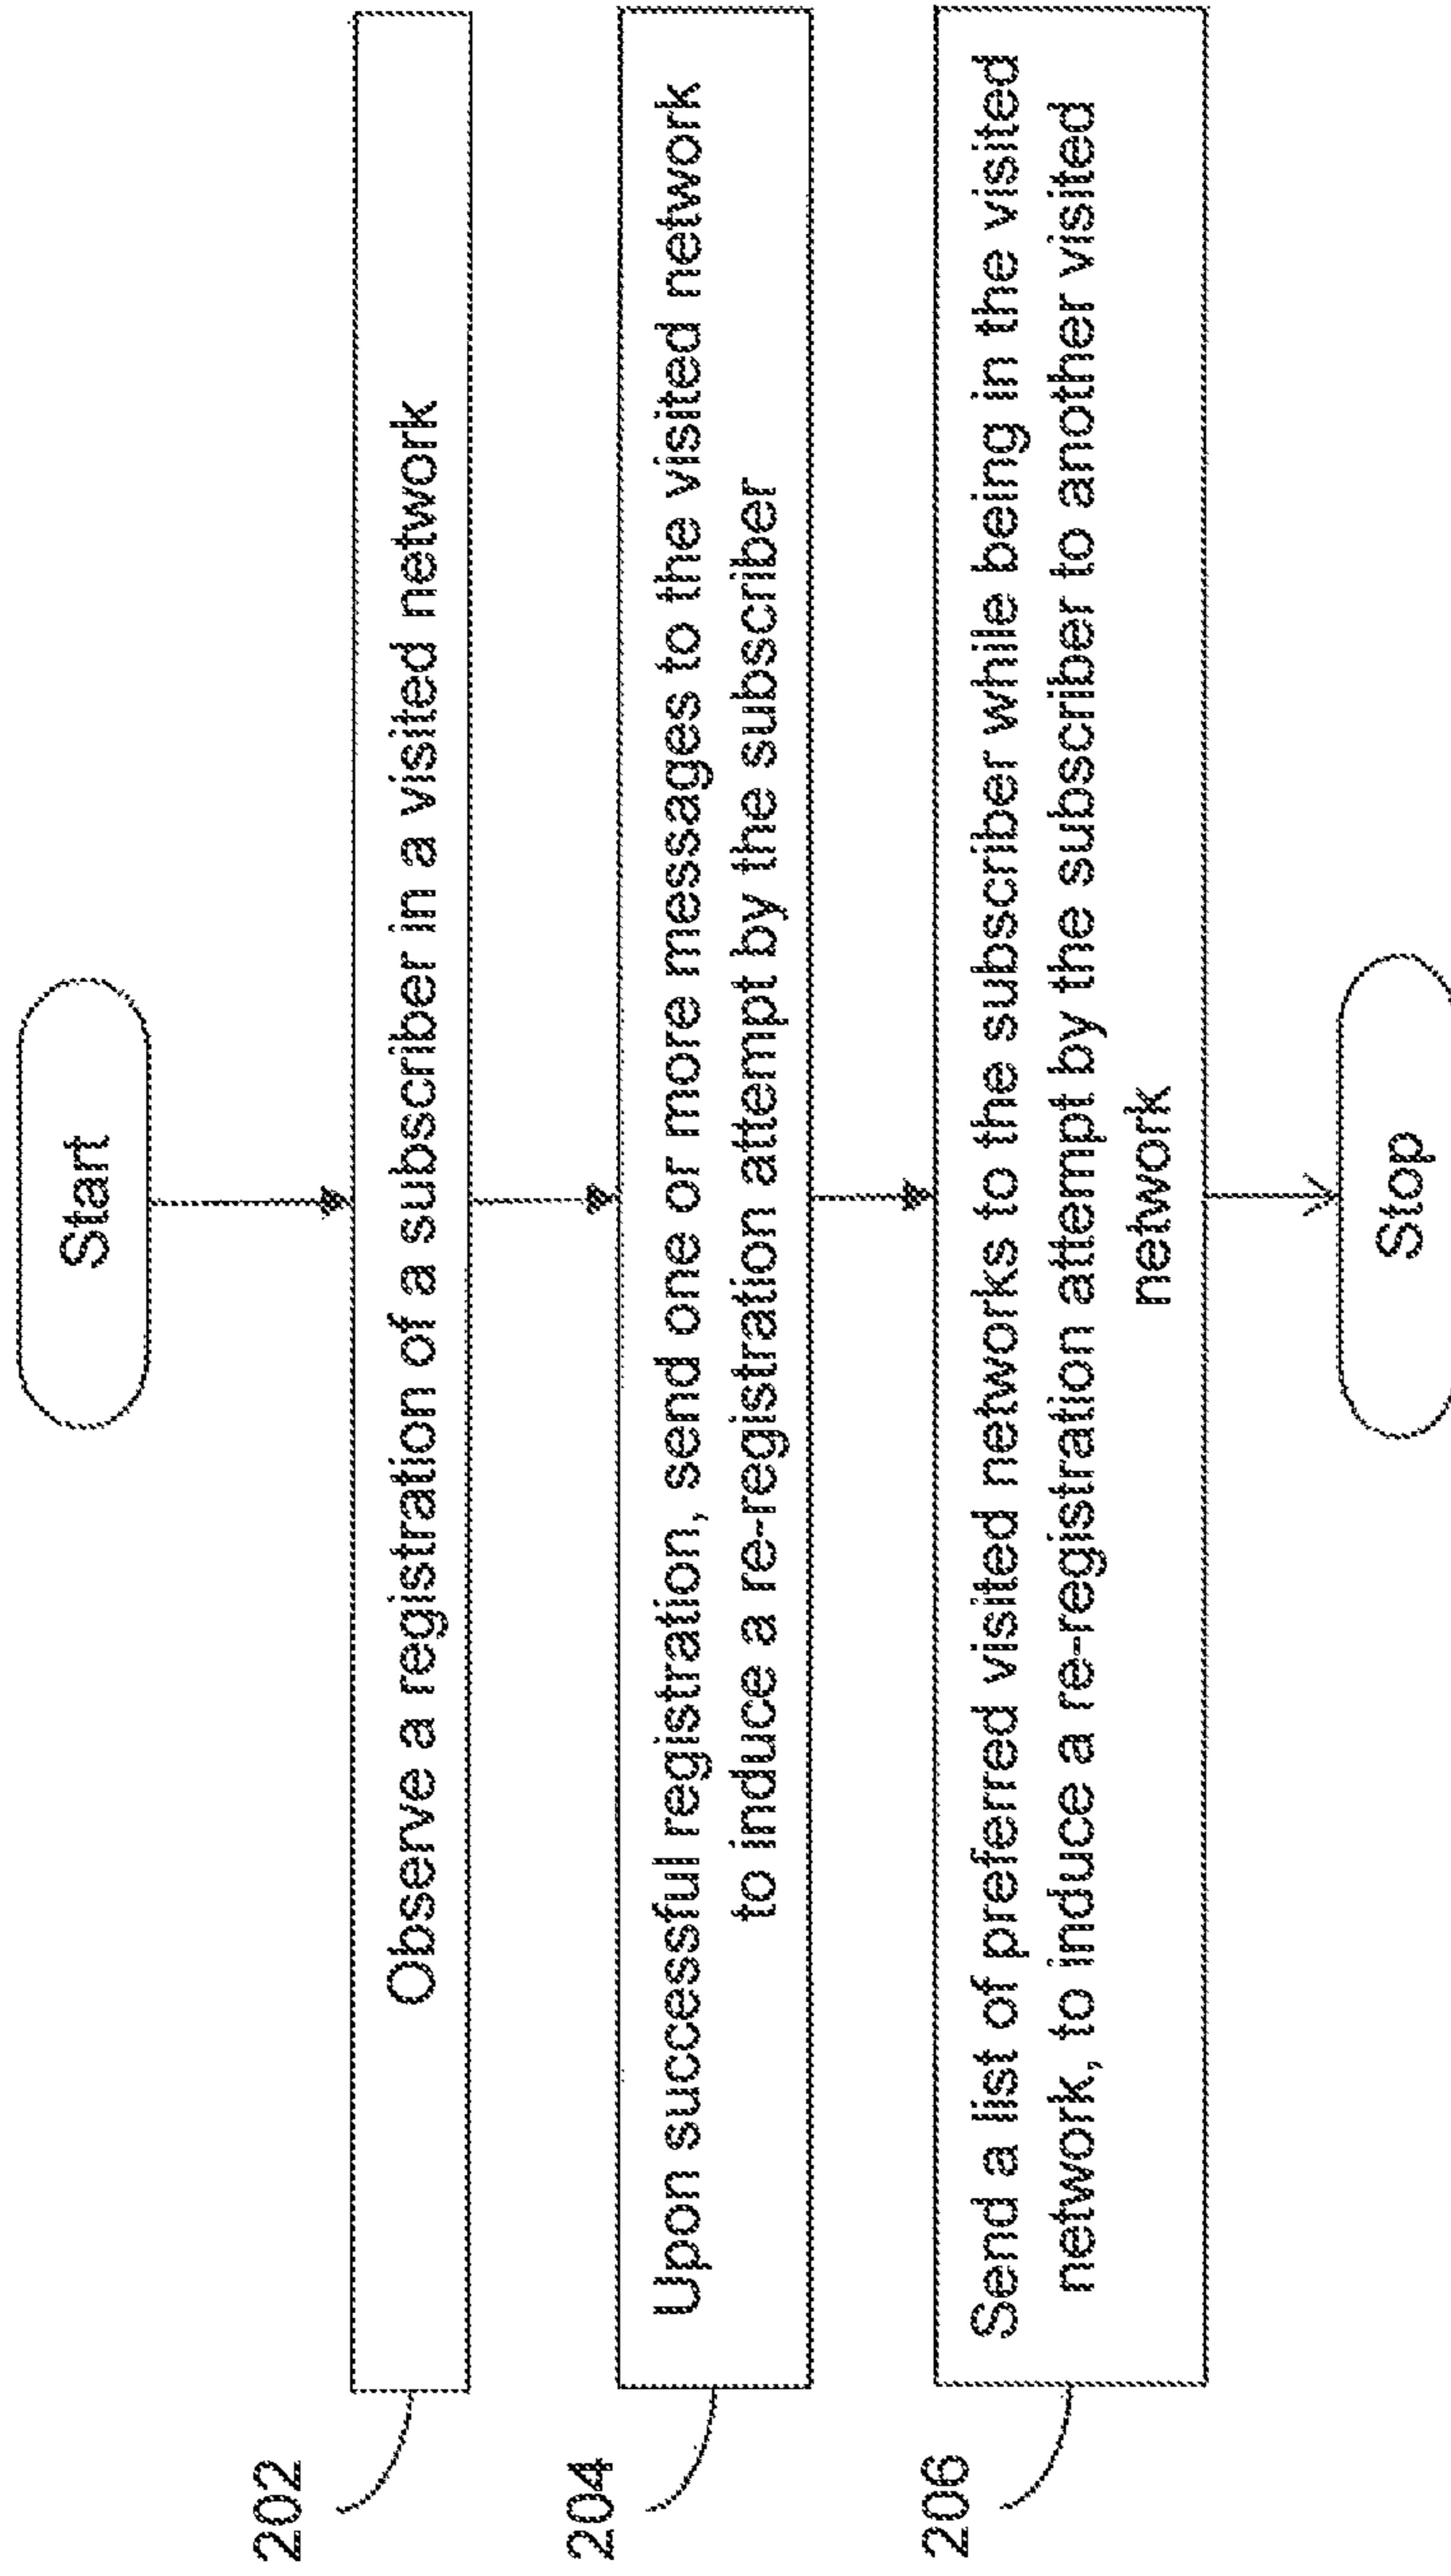 Start
202
Observe a registration of a subscriber in a visited network
204
Upon successful registration, send one or more messages to the visited network
to induce a re-registration attempt by the subscriber
206
Send a list of preferred visited networks to the subscriber while being in the visited
network, to induce a re-registration attempt by the subscriber to another visited
network
Stop